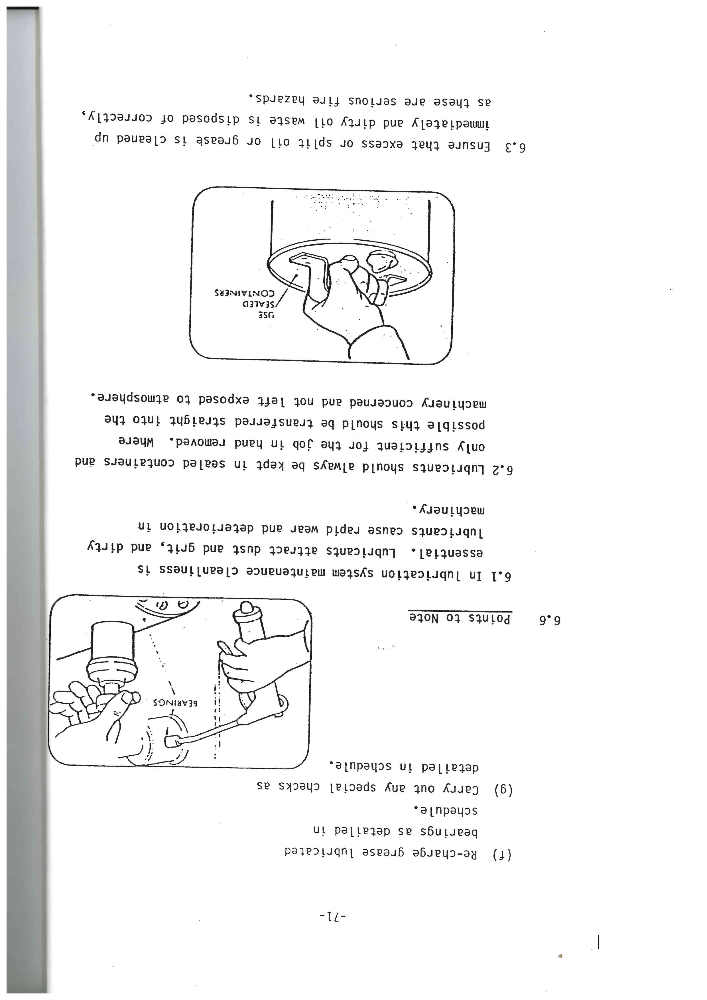 -71-
(f) Re-charge grease lubricated
bearings as detailed in
schedule.
(g) Carry out any special checks as
detailed in schedule.
BEARINGS
6.6 Points to Note
6.1 In lubrication system maintenance cleanliness is
essential. Lubricants attract dust and grit, and dirty
lubricants cause rapid wear and deterioration in
machinery.
6.2 Lubricants should always be kept in sealed containers and
only sufficient for the job in hand removed. Where
possible this should be transferred straight into the
machinery concerned and not left exposed to atmosphere.
USE
SEALED
CONTAINERS
6.3 Ensure that excess or split oil or grease is cleaned up
immediately and dirty oil waste is disposed of correctly,
as these are serious fire hazards.